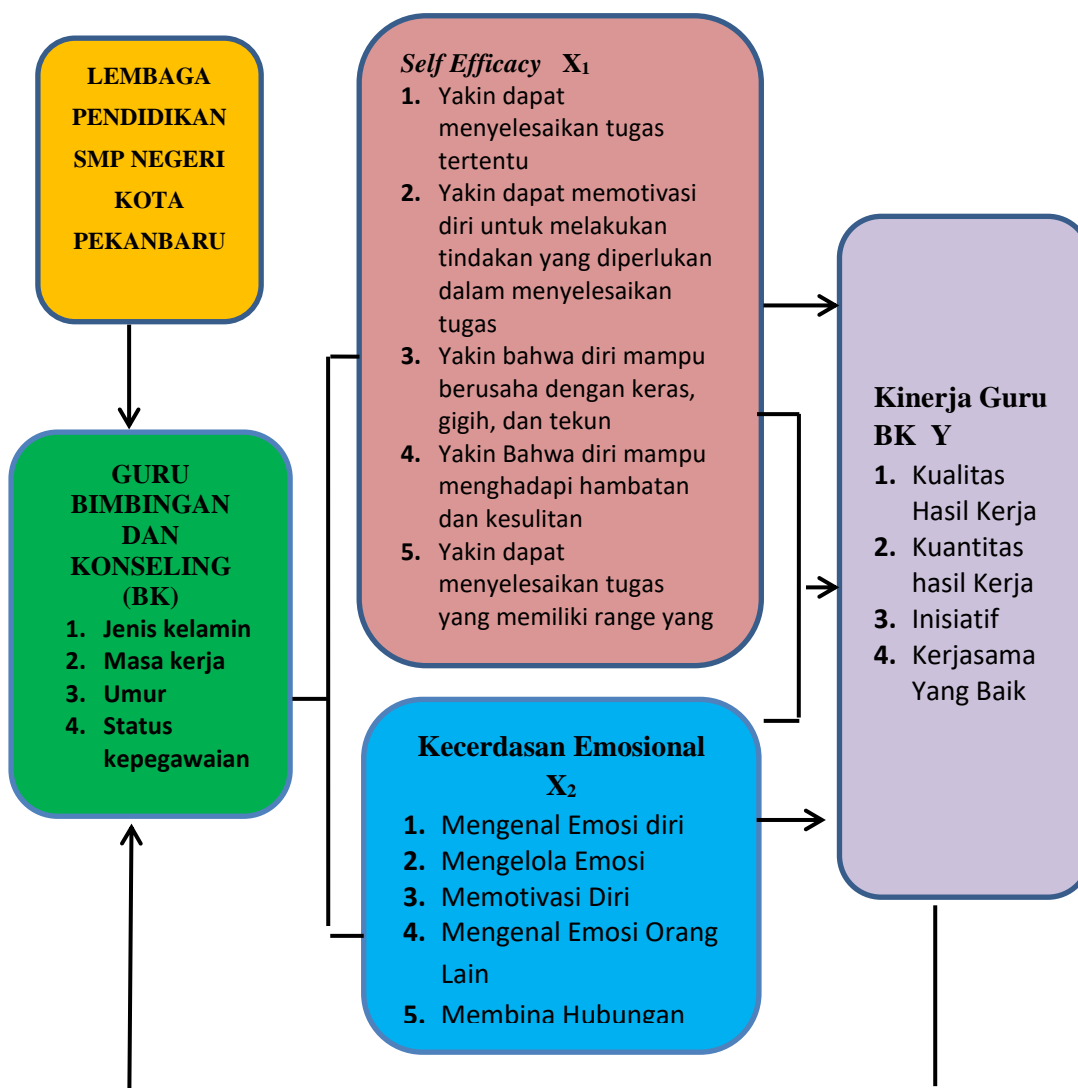 LEMBAGA
PENDIDIKAN
SMP NEGERI
KOTA
PEKANBARU
GURU
BIMBINGAN
DAN
KONSELING
(BK)
1. Jenis kelamin
2. Masa kerja
3. Umur
4. Status
kepegawaian
Self Efficacy X₁
1. Yakin dapat
menyelesaikan tugas
tertentu
2. Yakin dapat memotivasi
diri untuk melakukan
tindakan yang diperlukan
dalam menyelesaikan
tugas
3. Yakin bahwa diri mampu
berusaha dengan keras,
gigih, dan tekun
4. Yakin Bahwa diri mampu
menghadapi hambatan
dan kesulitan
5. Yakin dapat
menyelesaikan tugas
yang memiliki range yang
Kecerdasan Emosional
X₂
1. Mengenal Emosi diri
2. Mengelola Emosi
3. Memotivasi Diri
4. Mengenal Emosi Orang
Lain
5. Membina Hubungan
Kinerja Guru
BK Y
1. Kualitas
Hasil Kerja
2. Kuantitas
hasil Kerja
3. Inisiatif
4. Kerjasama
Yang Baik